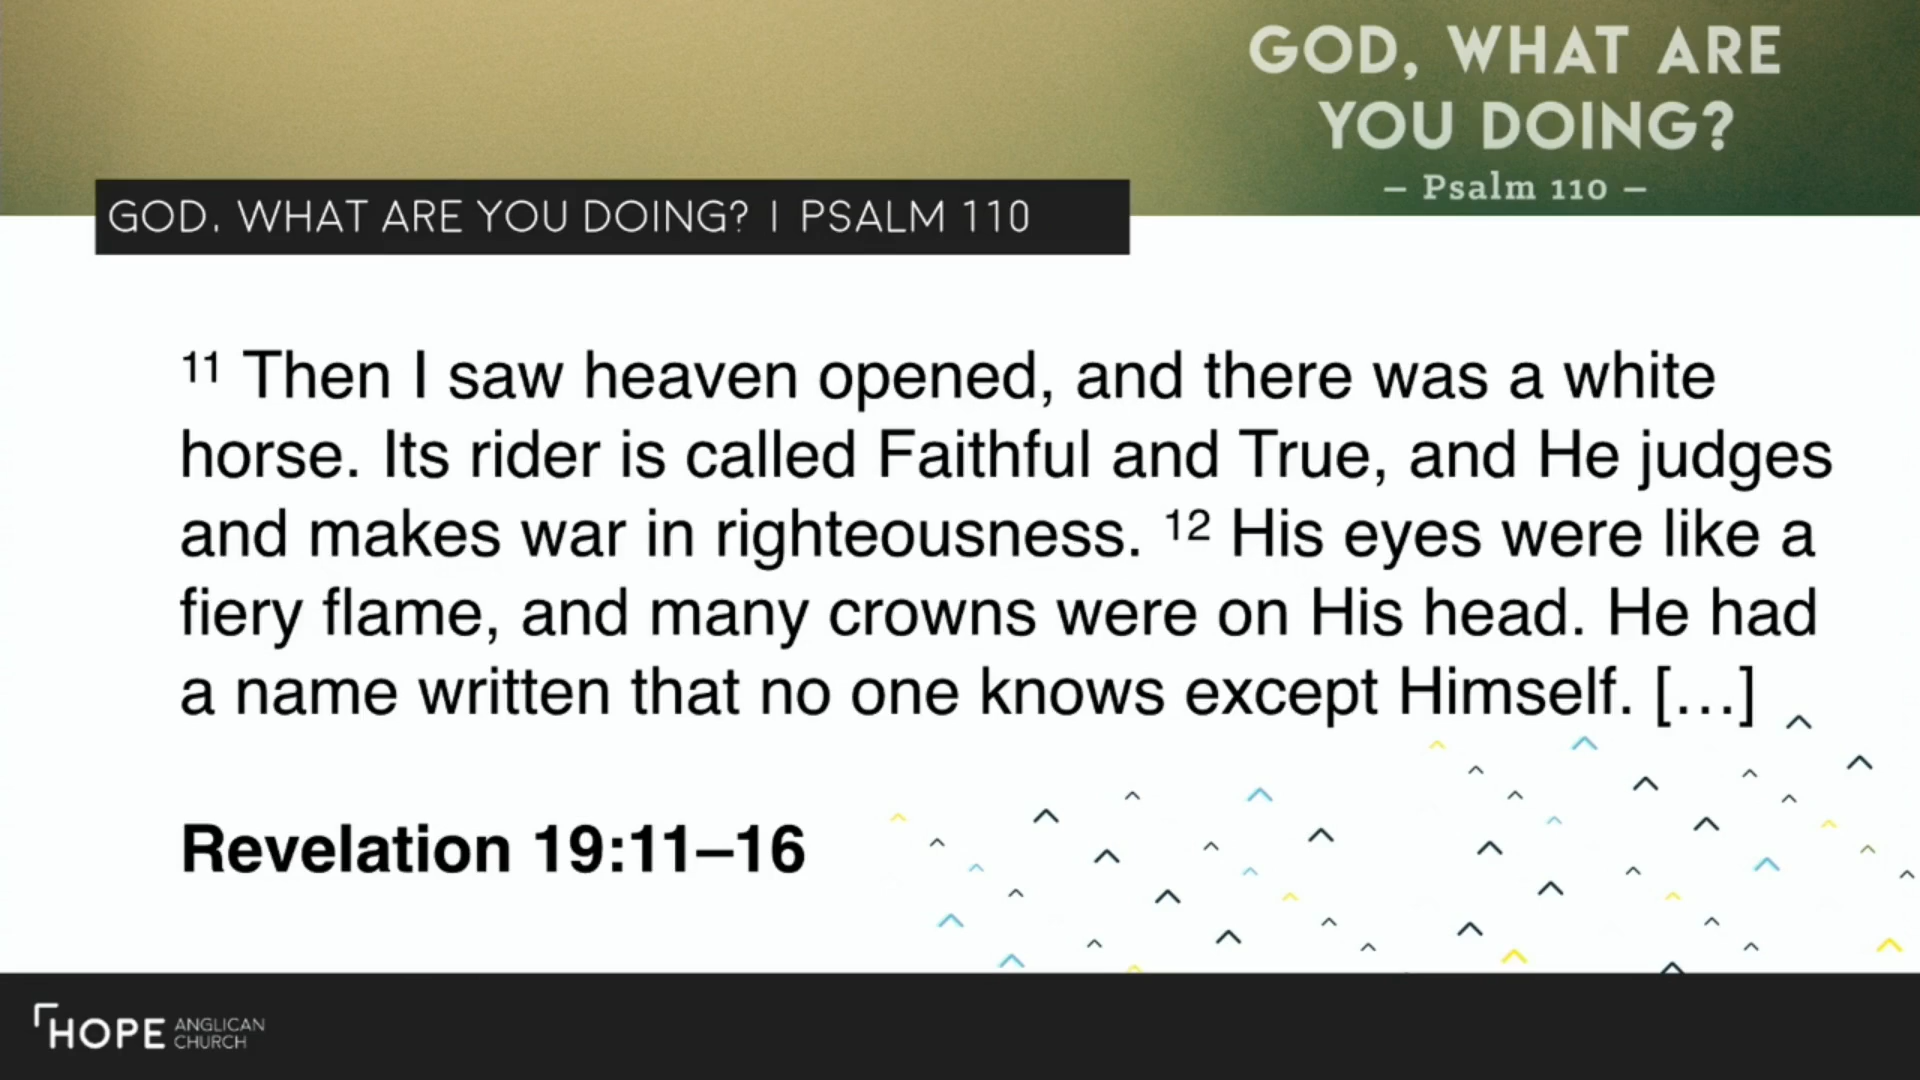 GOD, WHAT ARE
YOU DOING?
– Psalm 110 –
GOD, WHAT ARE YOU DOING? | PSALM 110
¹¹ Then I saw heaven opened, and there was a white
horse. Its rider is called Faithful and True, and He judges
and makes war in righteousness. ¹² His eyes were like a
fiery flame, and many crowns were on His head. He had
a name written that no one knows except Himself. […]
Revelation 19:11–16
HOPE ANGLICAN
CHURCH